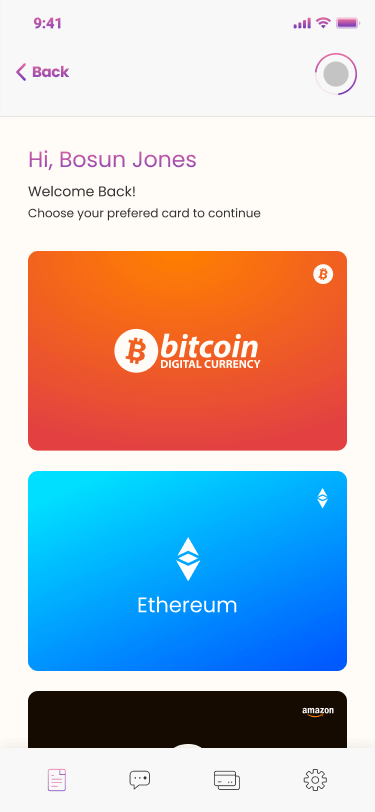 9:41
Back
Hi, Bosun Jones
Welcome Back!
Choose your prefered card to continue
bitcoin
DIGITAL CURRENCY
Ethereum
amazon